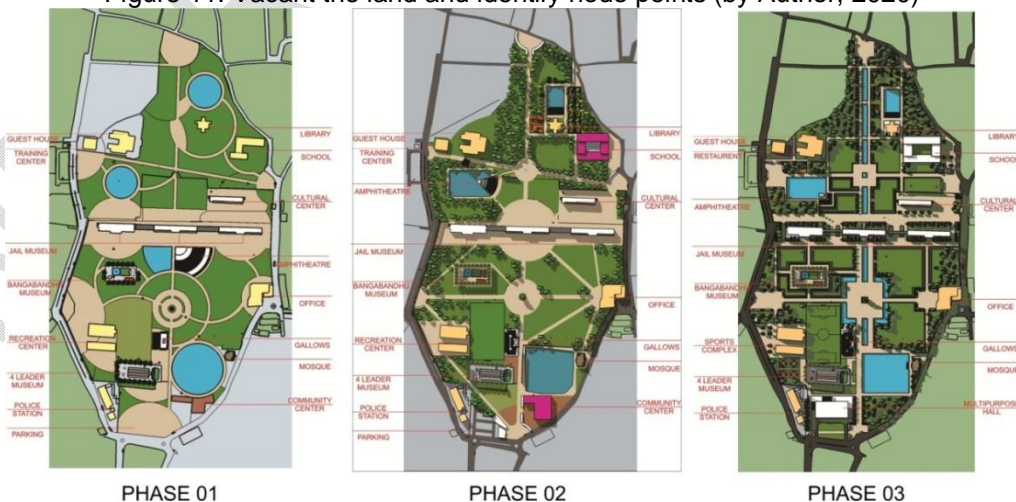 Figure 11: Vacant the land and identify node points (by Author, 2020)
GUEST HOUSE
TRAINING
CENTER
JAIL MUSEUM
BANGABANDHU
MUSEUM
RECREATION
CENTER
4 LEADER
MUSEUM
POLICE
STATION
PARKING
LIBRARY
SCHOOL
CULTURAL
CENTER
AMPHITHEATRE
OFFICE
GALLOWS
MOSQUE
COMMUNITY
CENTER
PHASE 01
GUEST HOUSE
TRAINING
CENTER
AMPHITHEATRE
JAIL MUSEUM
BANGABANDHU
MUSEUM
RECREATION
CENTER
4 LEADER
MUSEUM
POLICE
STATION
PARKING
LIBRARY
SCHOOL
CULTURAL
CENTER
OFFICE
GALLOWS
MOSQUE
COMMUNITY
CENTER
PHASE 02
GUEST HOUSE
RESTAURENT
AMPHITHEATRE
JAIL MUSEUM
BANGABANDHU
MUSEUM
SPORTS
COMPLEX
4 LEADER
MUSEUM
POLICE
STATION
LIBRARY
SCHOOL
CULTURAL
CENTER
OFFICE
GALLOWS
MOSQUE
MULTIPURPOSE
HALL
PHASE 03